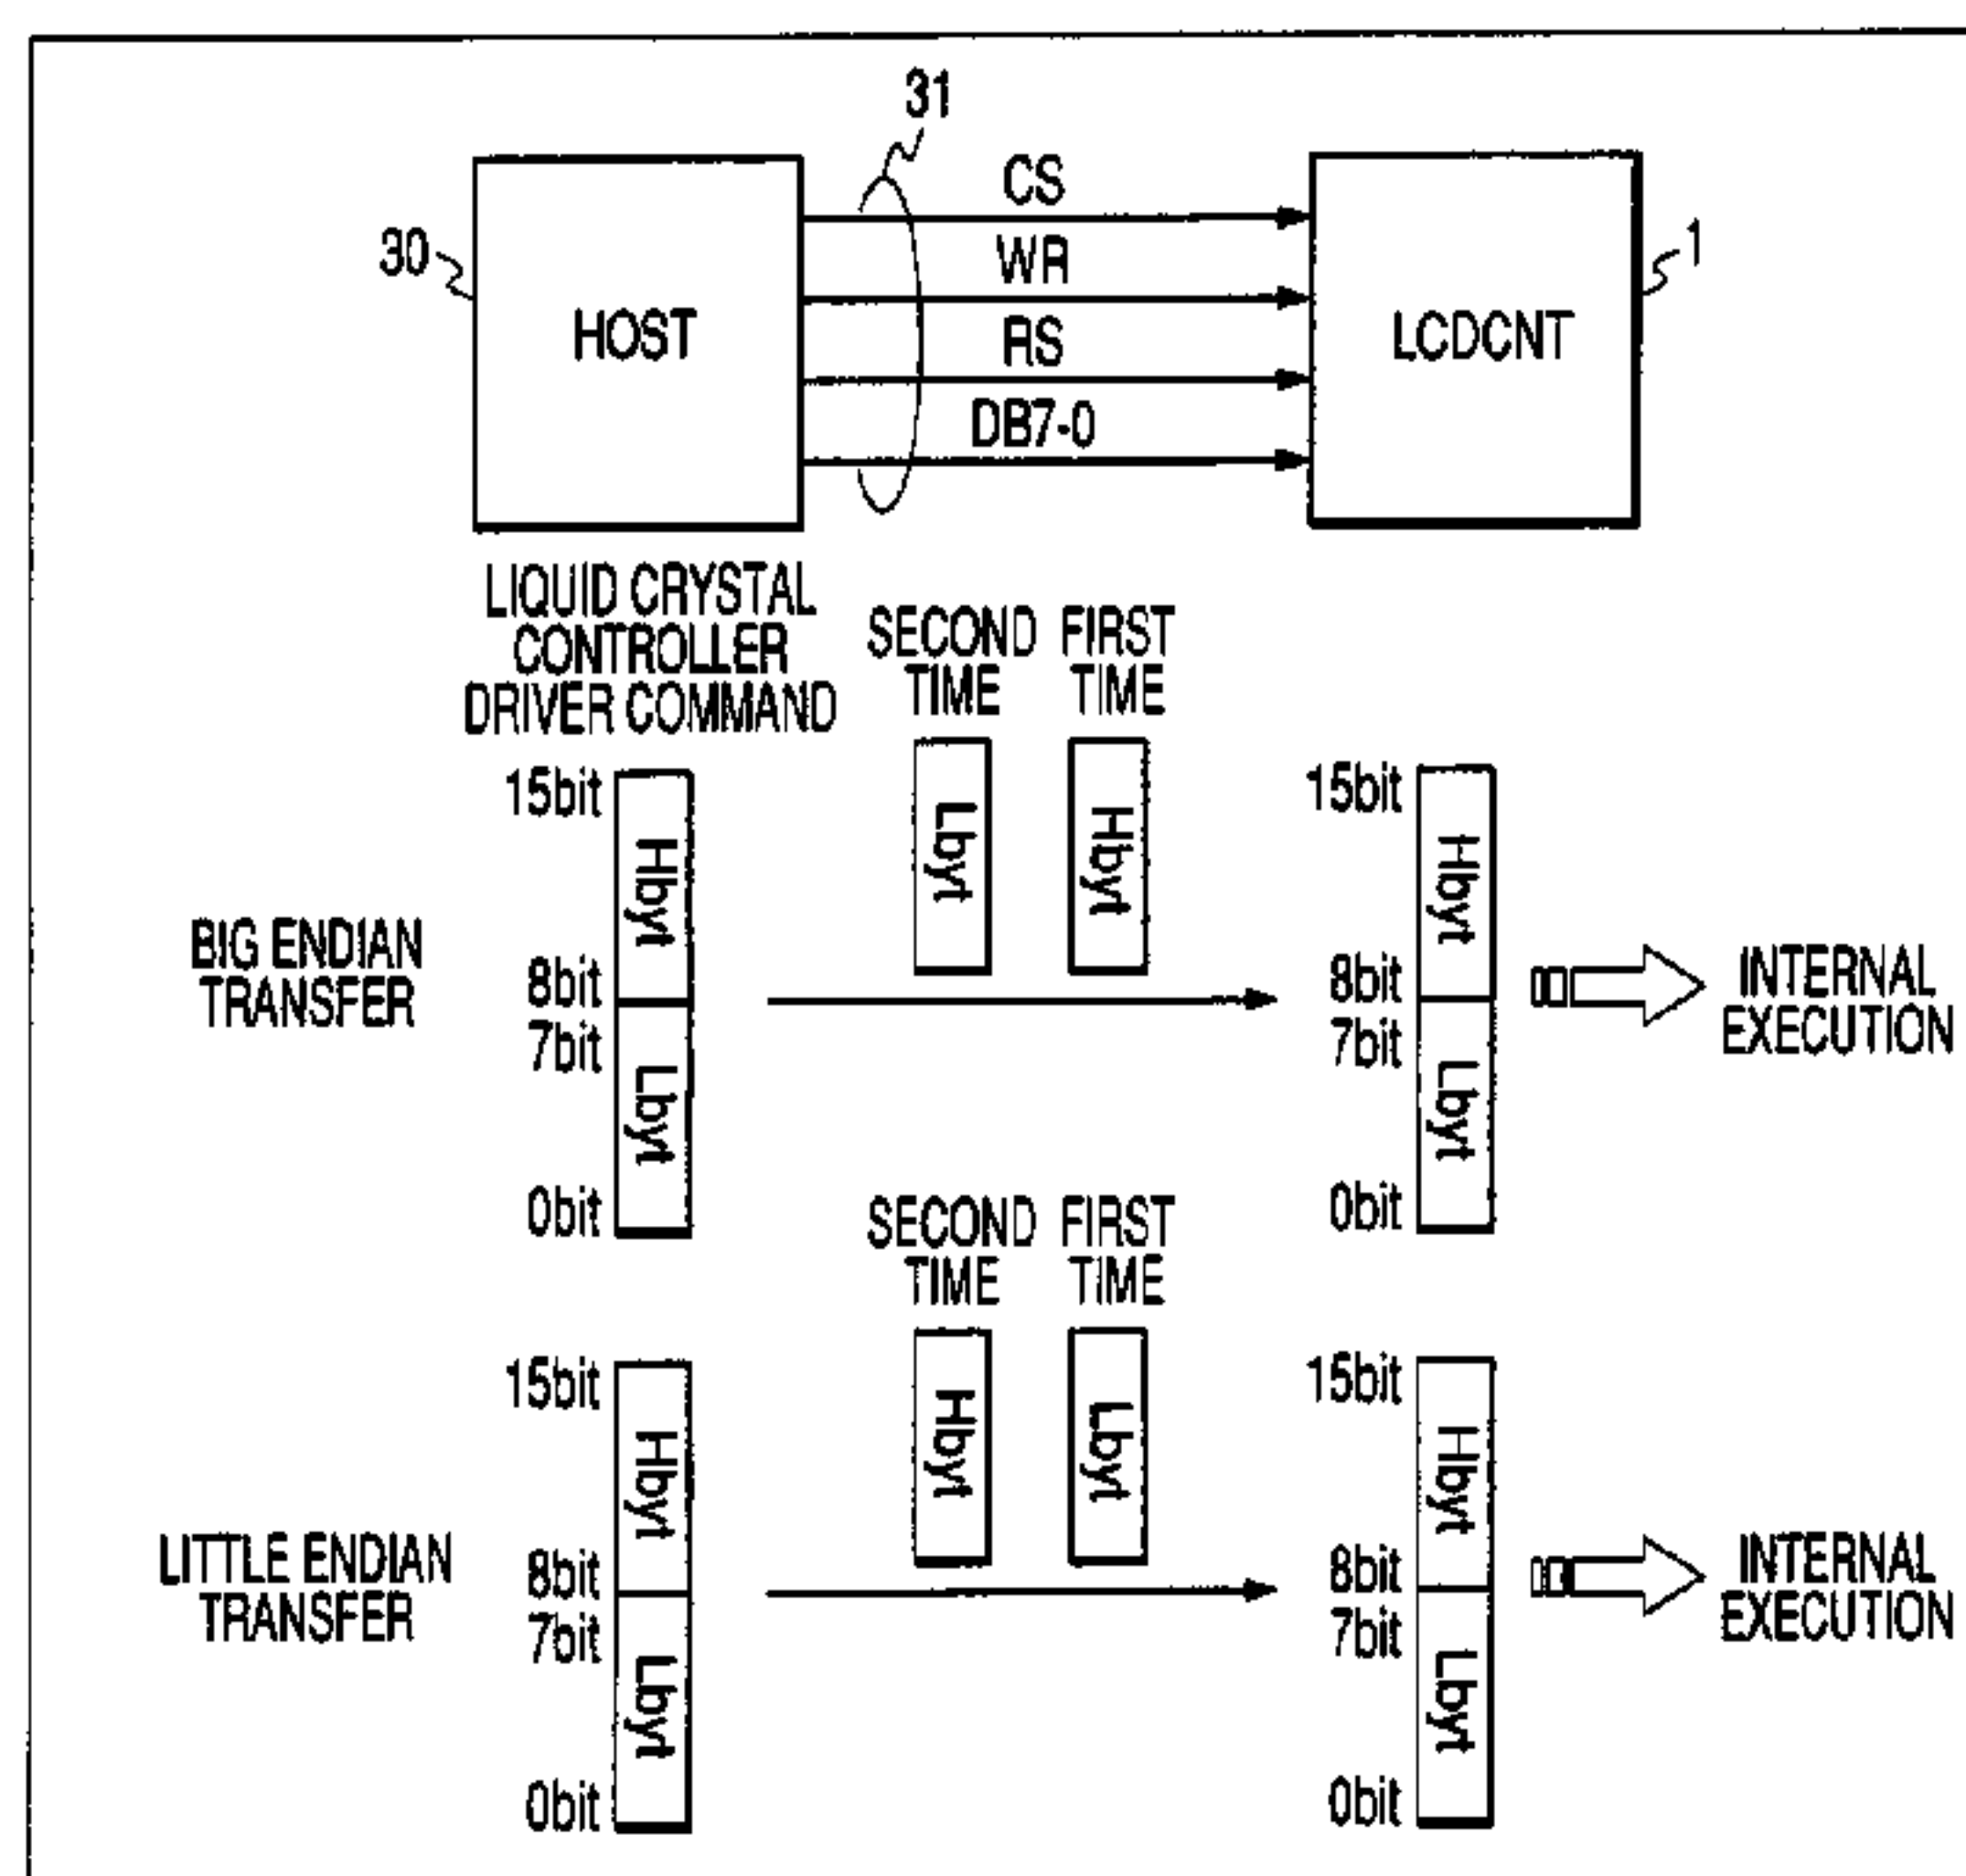 31
CS
30
WR
1
HOST
RS
LCDCNT
DB7-0
LIQUID CRYSTAL
CONTROLLER
DRIVER COMMAND
SECOND FIRST
TIME TIME
15bit
Hbyt
8bit
7bit
Lbyt
0bit
Lbyt
Hbyt
15bit
Hbyt
8bit
7bit
Lbyt
0bit
BIG ENDIAN
TRANSFER
INTERNAL
EXECUTION
SECOND FIRST
TIME TIME
15bit
Hbyt
8bit
7bit
Lbyt
0bit
Hbyt
Lbyt
15bit
Hbyt
8bit
7bit
Lbyt
0bit
LITTLE ENDIAN
TRANSFER
INTERNAL
EXECUTION